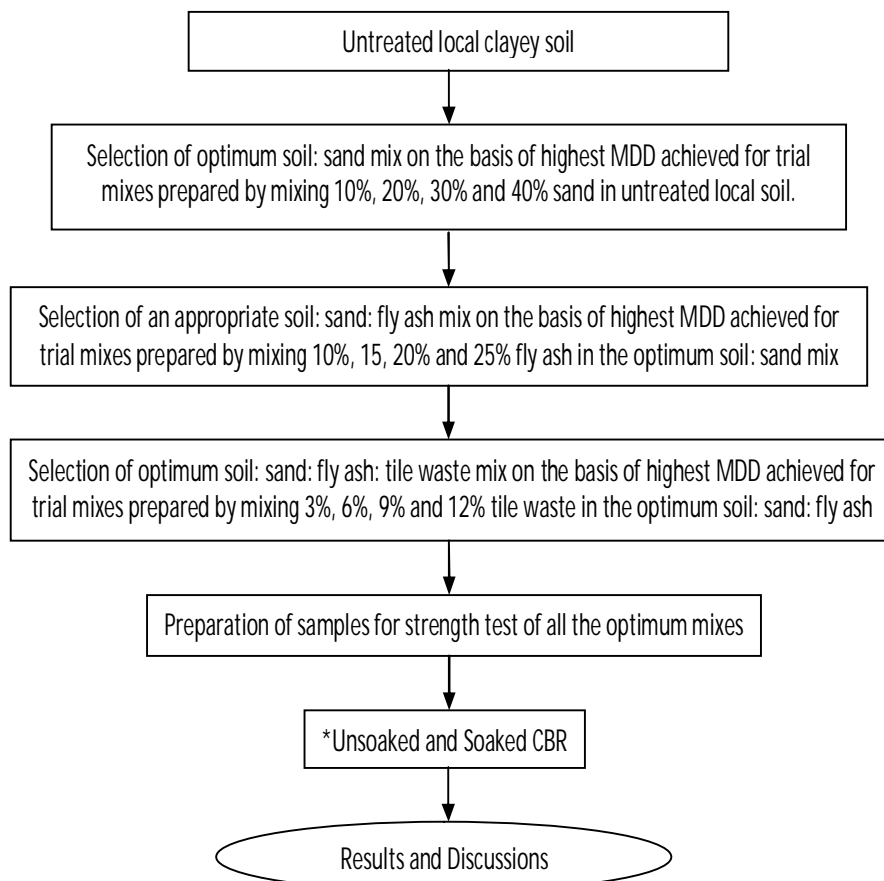 Untreated local clayey soil
Selection of optimum soil: sand mix on the basis of highest MDD achieved for trial
mixes prepared by mixing 10%, 20%, 30% and 40% sand in untreated local soil.
Selection of an appropriate soil: sand: fly ash mix on the basis of highest MDD achieved for
trial mixes prepared by mixing 10%, 15, 20% and 25% fly ash in the optimum soil: sand mix
Selection of optimum soil: sand: fly ash: tile waste mix on the basis of highest MDD achieved for
trial mixes prepared by mixing 3%, 6%, 9% and 12% tile waste in the optimum soil: sand: fly ash
Preparation of samples for strength test of all the optimum mixes
*Unsoaked and Soaked CBR
Results and Discussions